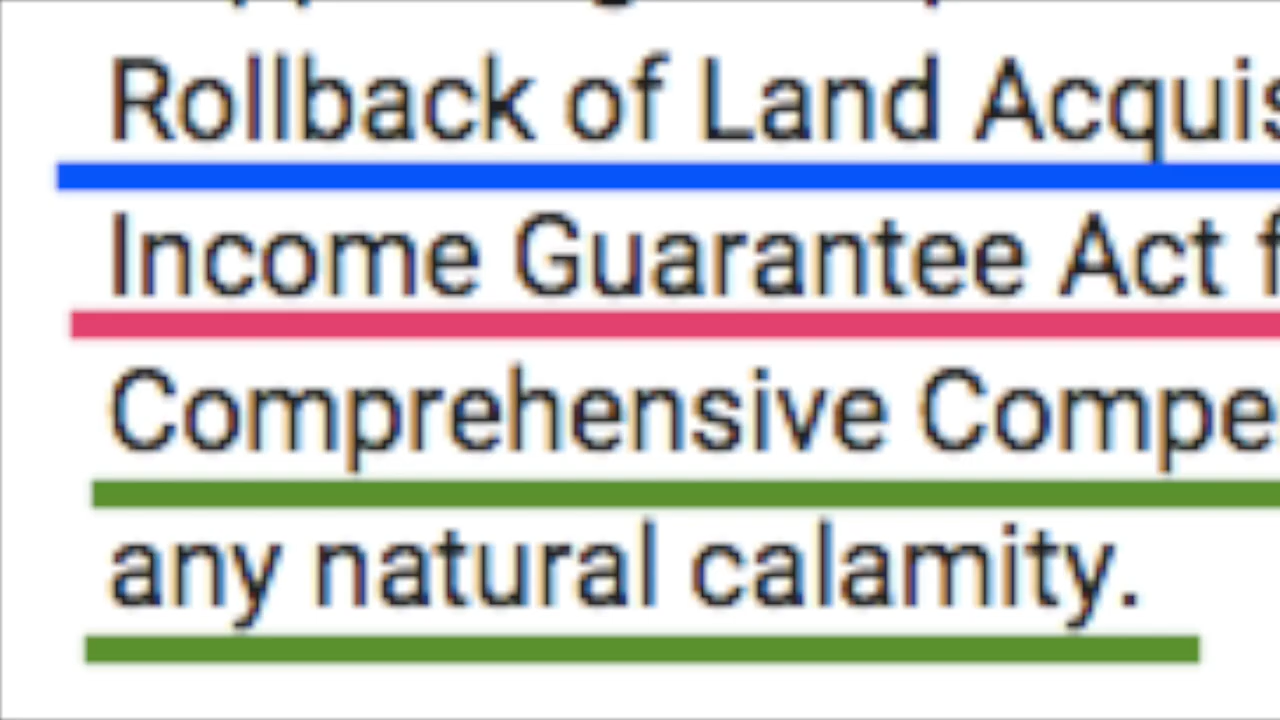 Rollback of Land Acquis
Income Guarantee Act f
Comprehensive Compe
any natural calamity.